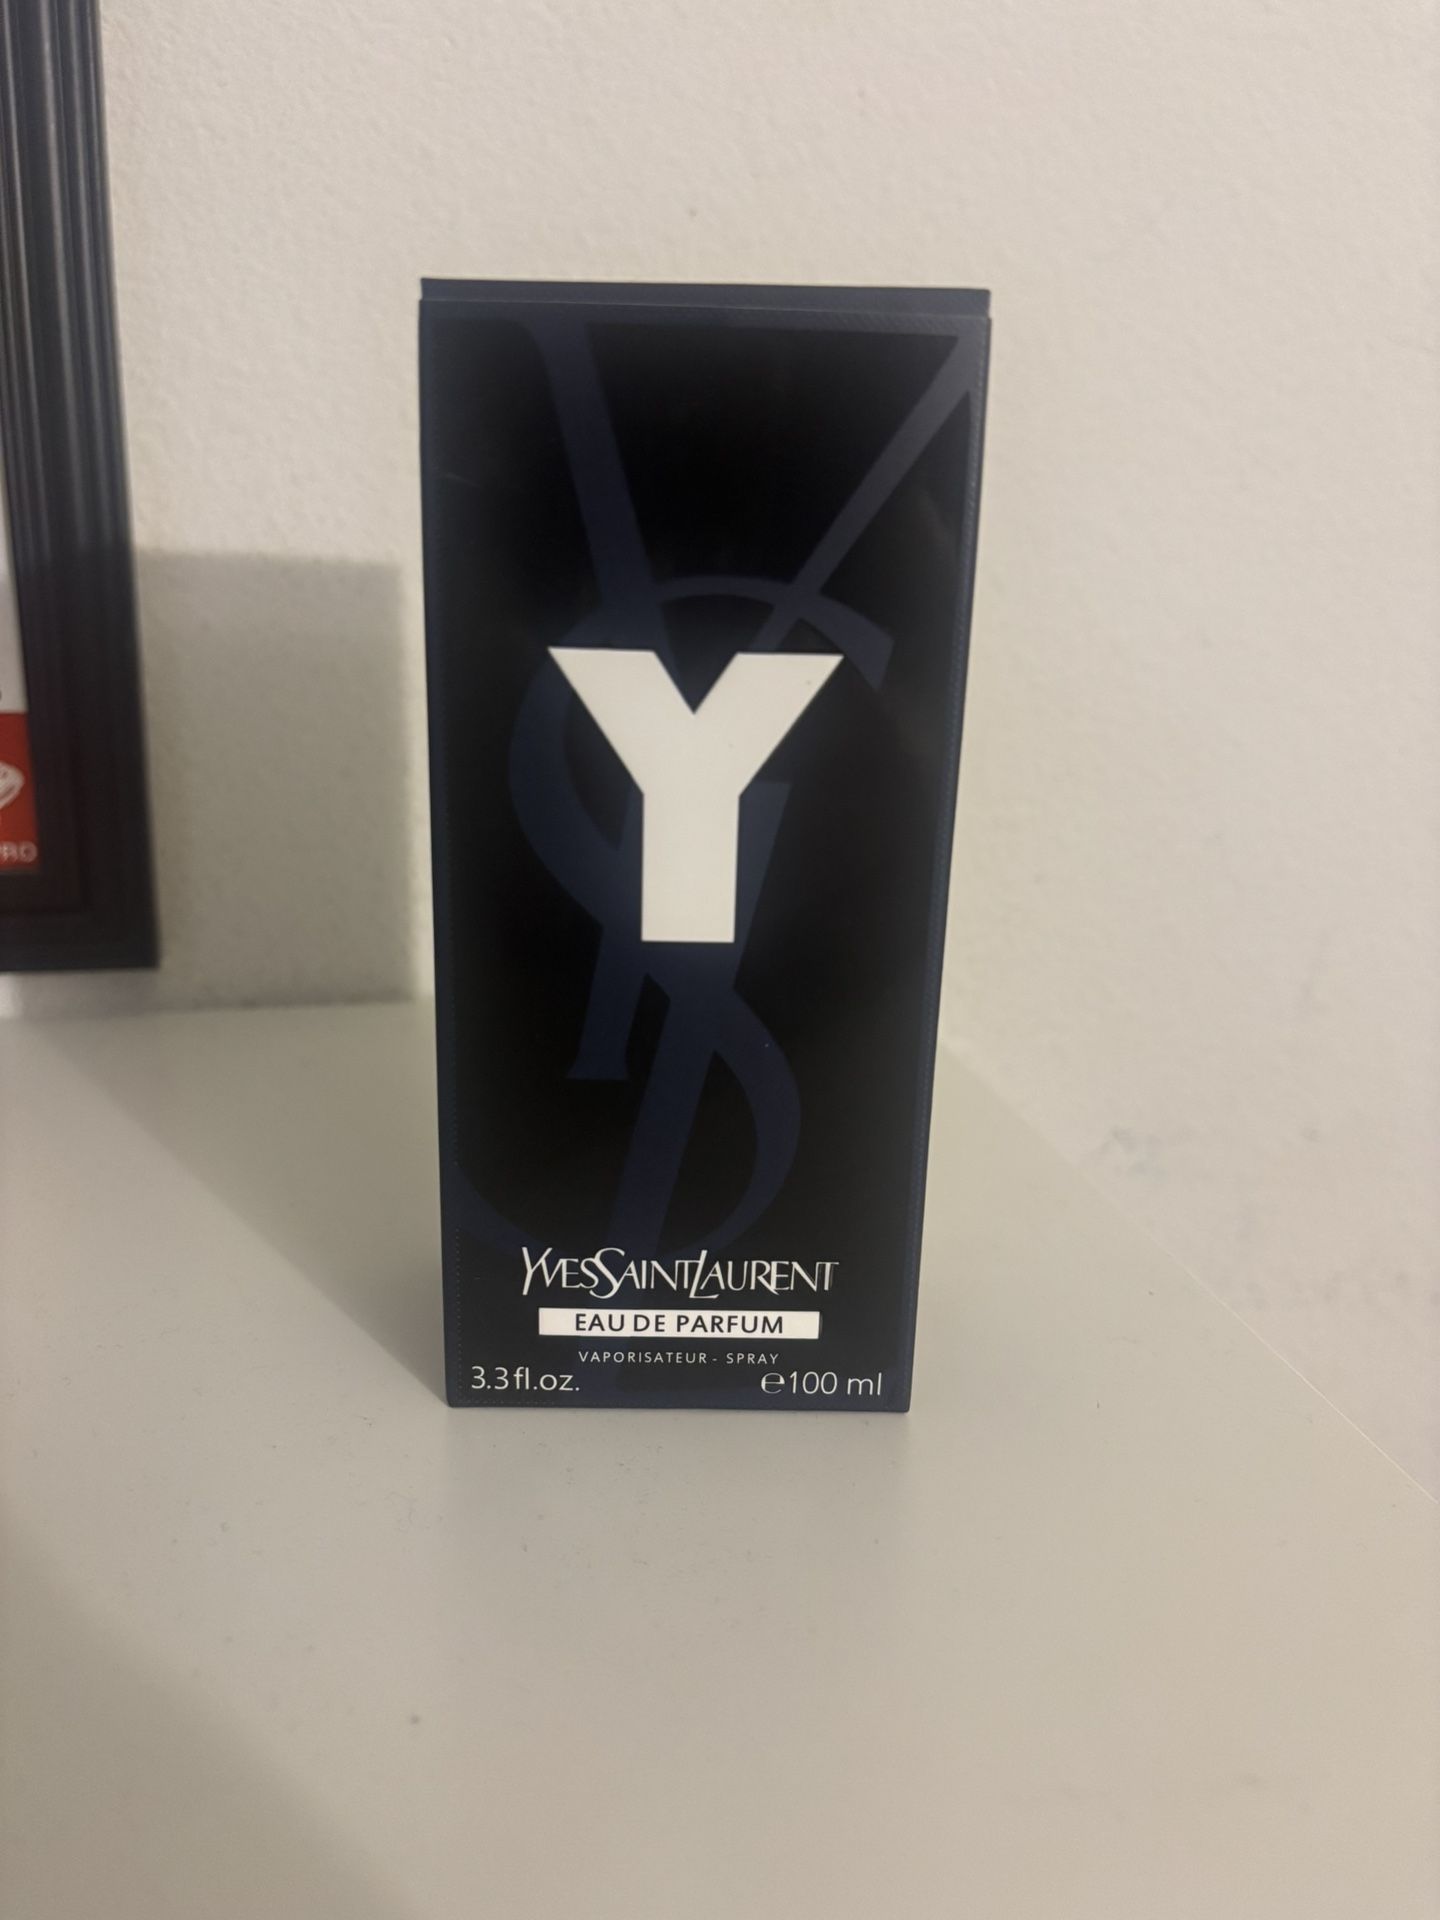 Y
YVESSAINTLAURENT
EAU DE PARFUM
VAPORISATEUR - SPRAY
3.3 fl.oz. ℮100 ml